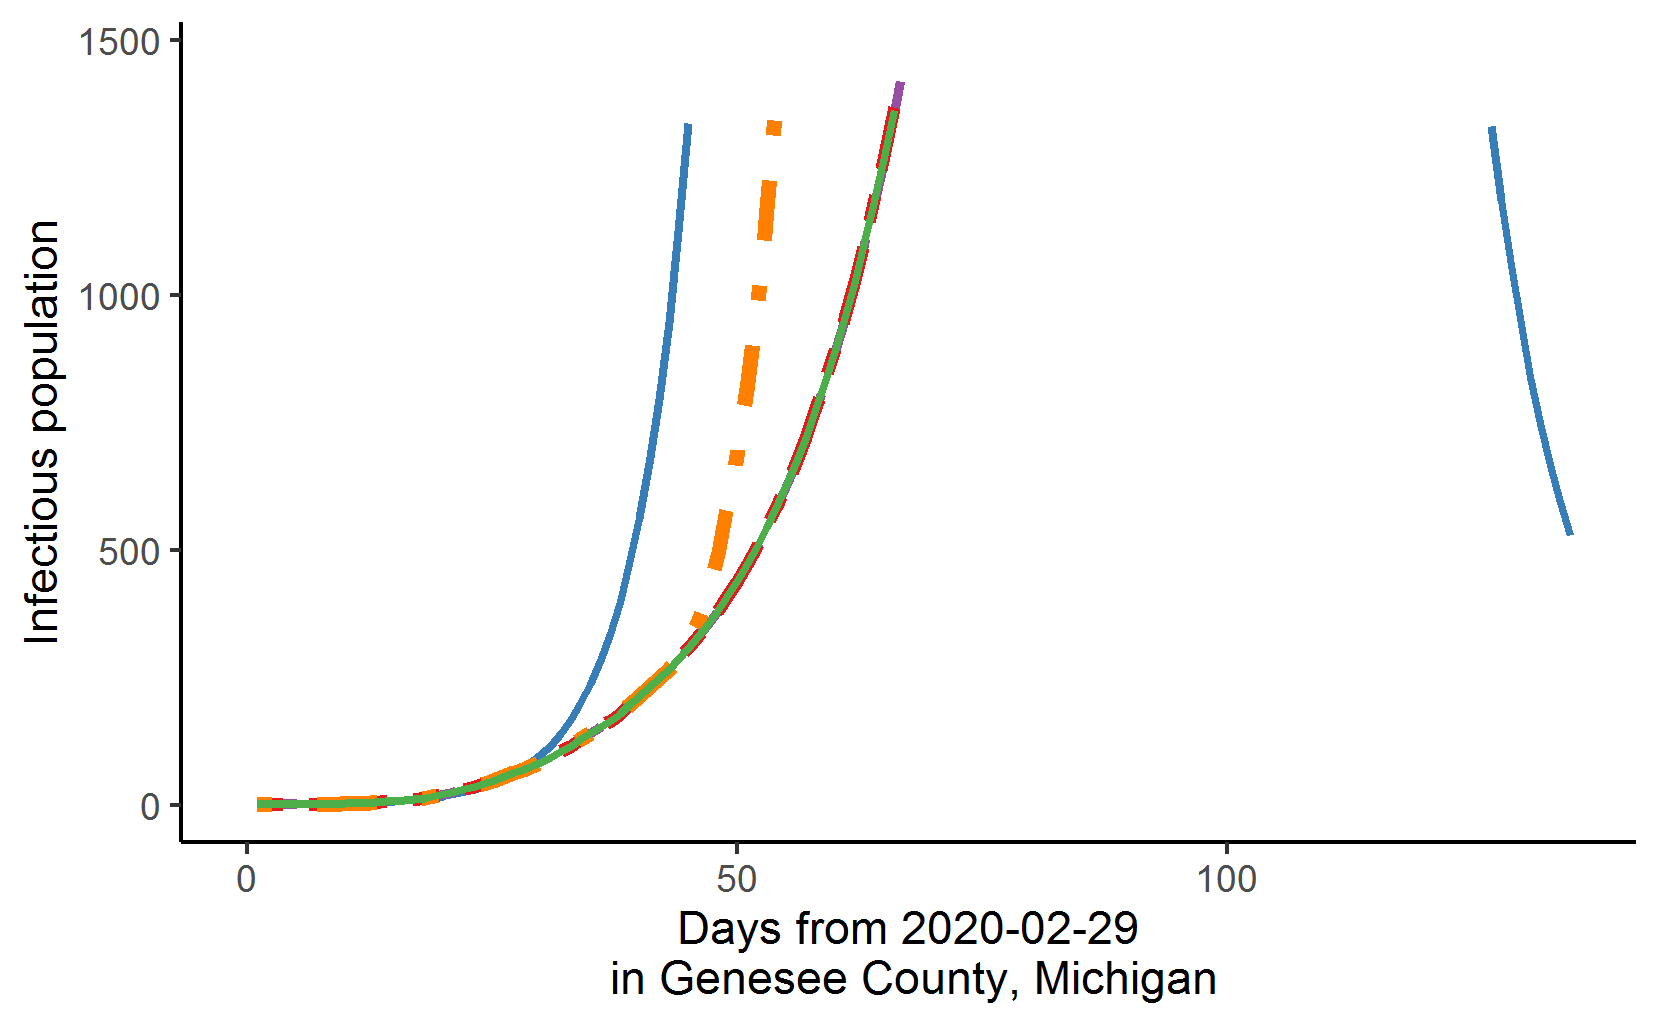 Infectious population
1500
1000
500
0
0
50
100
Days from 2020-02-29
in Genesee County, Michigan